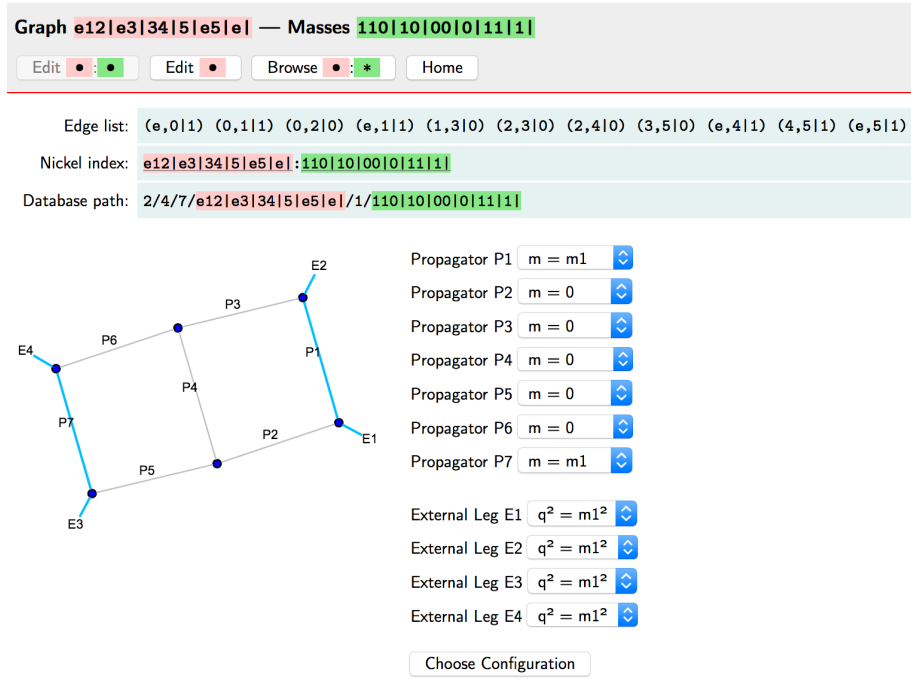 Graph e12|e3|34|5|e5|e| — Masses 110|10|00|0|11|1|
Edit •:• Edit • Browse •:* Home
Edge list: (e,0|1) (0,1|1) (0,2|0) (e,1|1) (1,3|0) (2,3|0) (2,4|0) (3,5|0) (e,4|1) (4,5|1) (e,5|1)
Nickel index: e12|e3|34|5|e5|e|:110|10|00|0|11|1|
Database path: 2/4/7/e12|e3|34|5|e5|e|/1/110|10|00|0|11|1|
E2
P3
P6
E4
P1
P4
P7
P2
E1
P5
E3
Propagator P1 m = m1
Propagator P2 m = 0
Propagator P3 m = 0
Propagator P4 m = 0
Propagator P5 m = 0
Propagator P6 m = 0
Propagator P7 m = m1
External Leg E1 q² = m1²
External Leg E2 q² = m1²
External Leg E3 q² = m1²
External Leg E4 q² = m1²
Choose Configuration